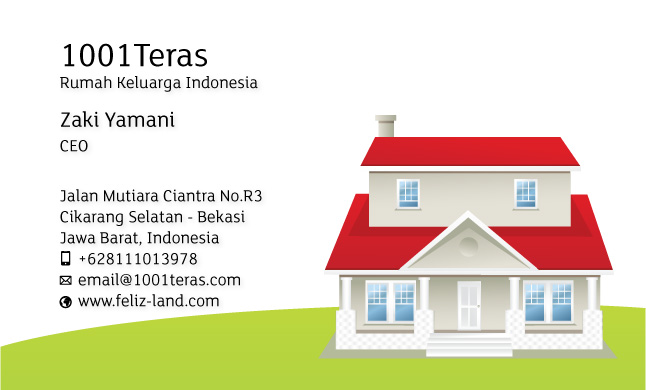 1001Teras
Rumah Keluarga Indonesia
Zaki Yamani
CEO
Jalan Mutiara Ciantra No.R3
Cikarang Selatan - Bekasi
Jawa Barat, Indonesia
+628111013978
email@1001teras.com
www.feliz-land.com